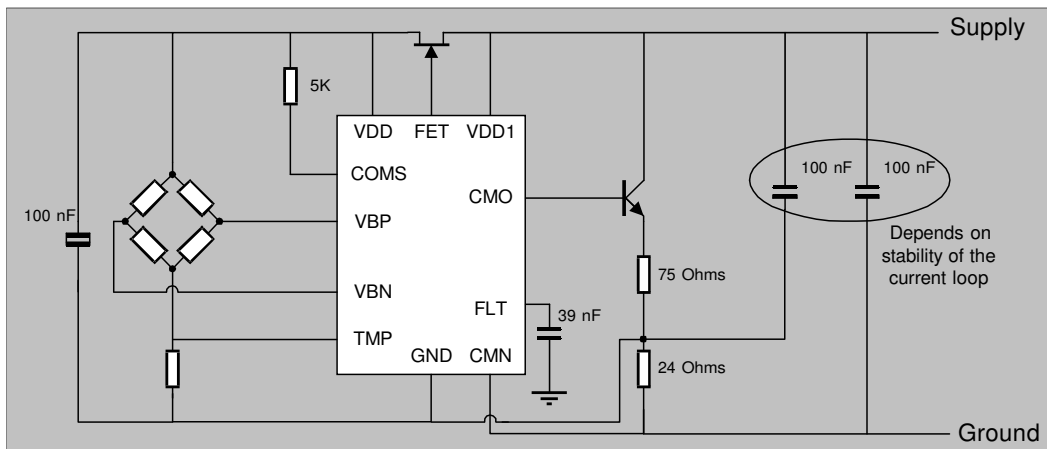 Supply
5K
VDD FET VDD1
COMS
CMO
100 nF 100 nF
100 nF
VBP
Depends on
stability of the
current loop
75 Ohms
VBN
FLT
39 nF
TMP
GND CMN
24 Ohms
Ground